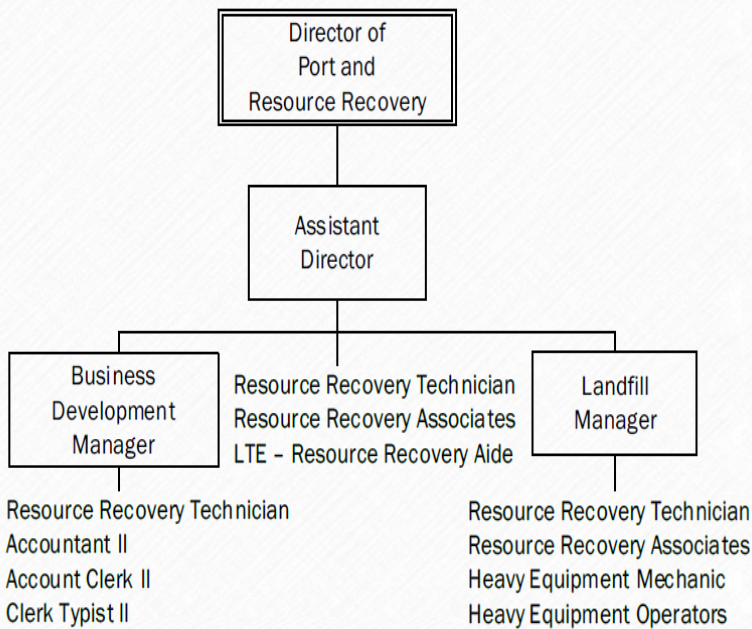 Director of
Port and
Resource Recovery
Assistant
Director
Business
Development
Manager
Resource Recovery Technician
Resource Recovery Associates
LTE – Resource Recovery Aide
Landfill
Manager
Resource Recovery Technician
Accountant II
Account Clerk II
Clerk Typist II
Resource Recovery Technician
Resource Recovery Associates
Heavy Equipment Mechanic
Heavy Equipment Operators